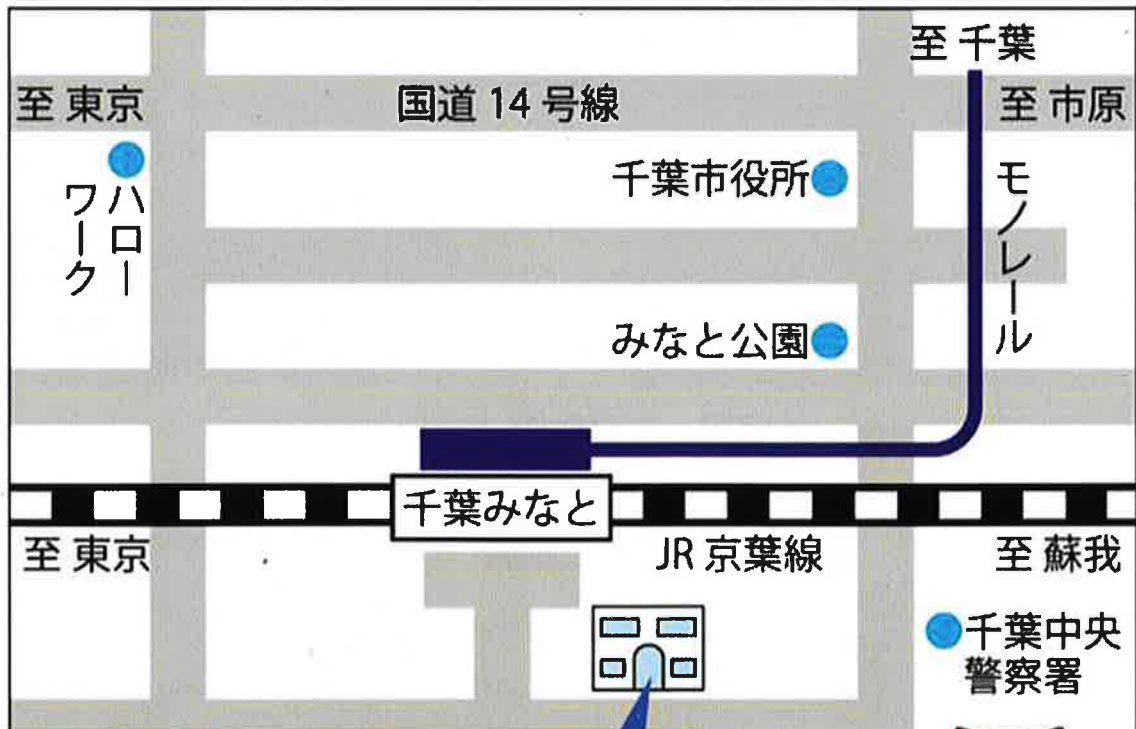 至 千葉
至 東京
国道 14 号線
至 市原
ハロー
ワーク
千葉市役所
モノレール
みなと公園
千葉みなと
至 東京
JR 京葉線
至 蘇我
千葉中央
警察署